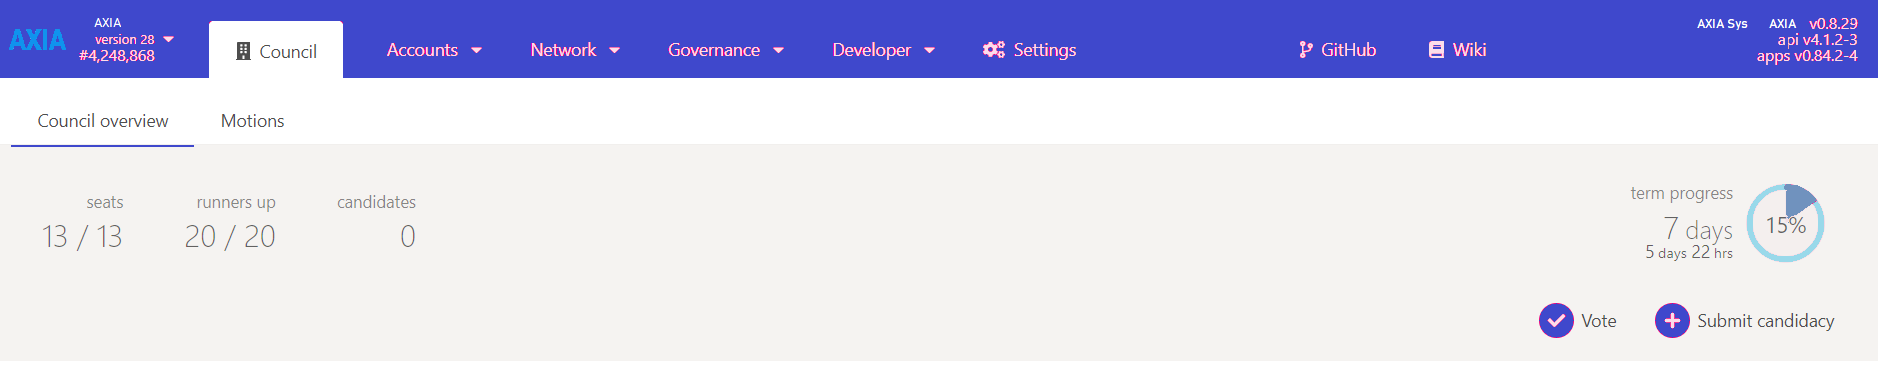 AXIA
AXIA
version 28
#4,248,868
Council
Accounts
Network
Governance
Developer
Settings
GitHub
Wiki
AXIA Sys AXIA v0.8.29
api v4.1.2-3
apps v0.84.2-4
Council overview
Motions
seats
13 / 13
runners up
20 / 20
candidates
0
term progress
7 days
5 days 22 hrs
15%
Vote
Submit candidacy